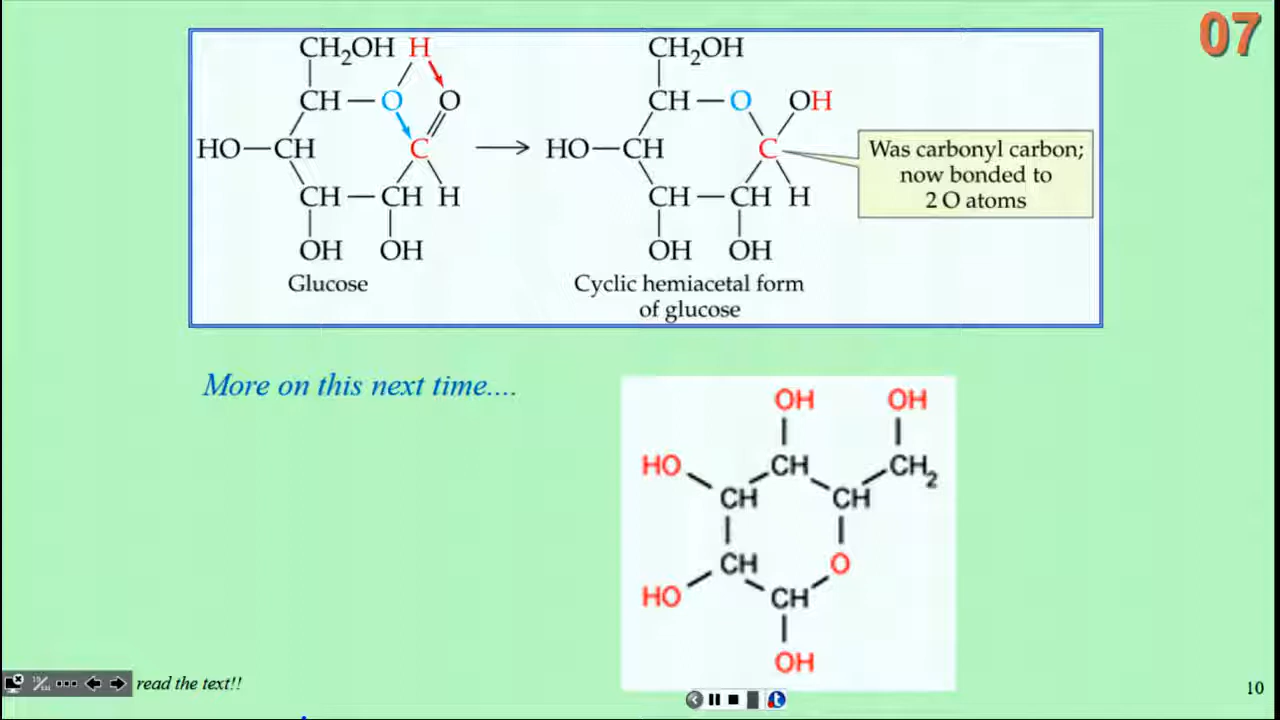 07
CH₂OH H
CH — O O
HO—CH C
CH — CH H
OH OH
Glucose
CH₂OH
CH — O OH
HO—CH C
CH — CH H
OH OH
Cyclic hemiacetal form
of glucose
Was carbonyl carbon;
now bonded to
2 O atoms
More on this next time....
OH OH
HO CH CH₂
CH CH
CH O
HO CH
OH
read the text!!
10